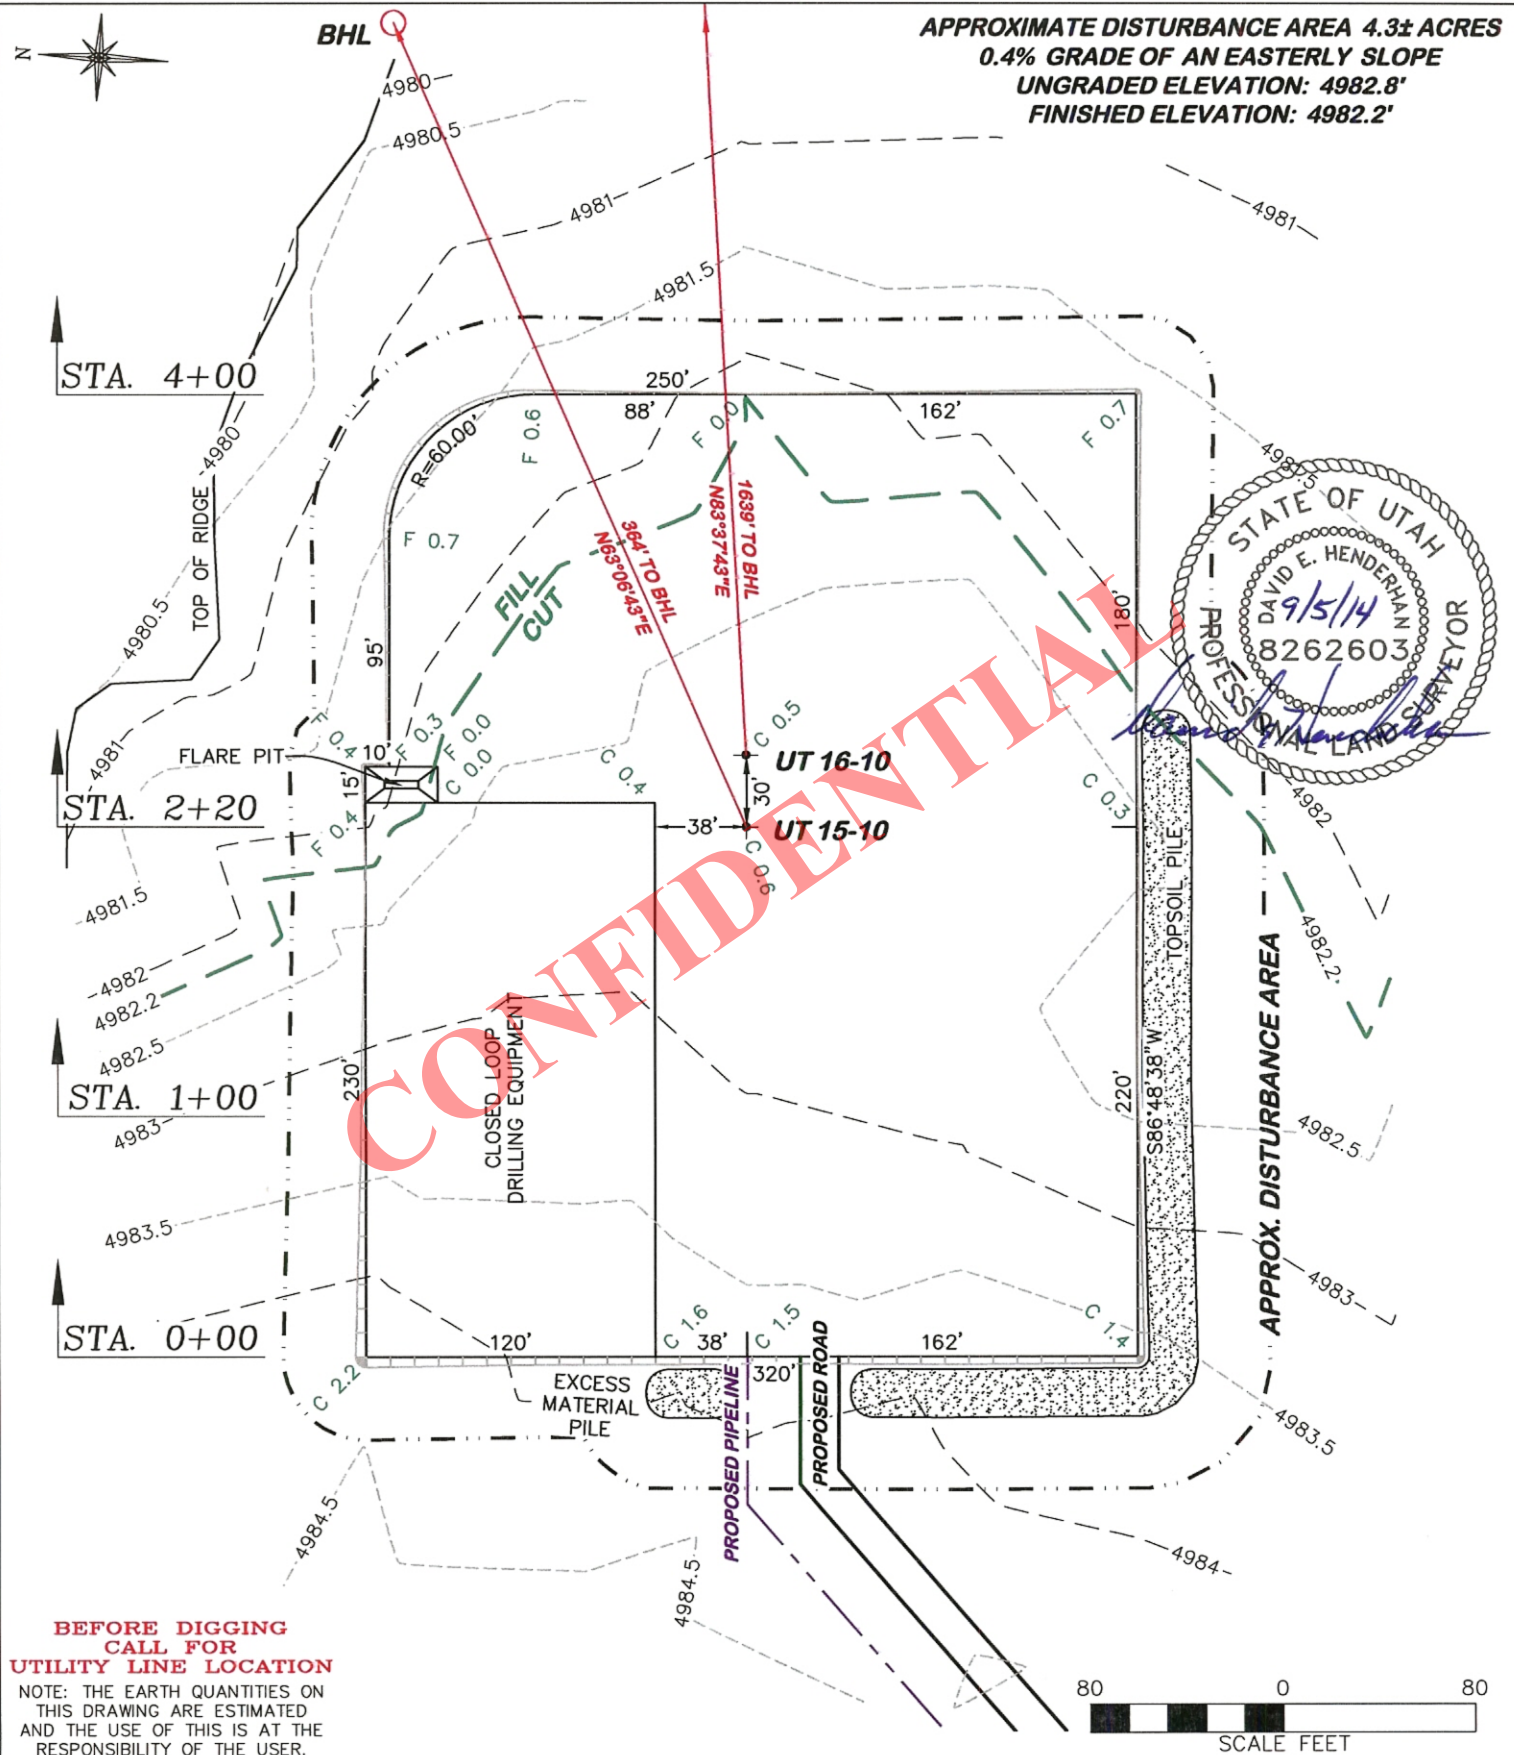 N
BHL
APPROXIMATE DISTURBANCE AREA 4.3± ACRES
0.4% GRADE OF AN EASTERLY SLOPE
UNGRADED ELEVATION: 4982.8'
FINISHED ELEVATION: 4982.2'
4980
4980.5
4981
4981
4981.5
STA. 4+00
250'
88'
162'
F 0.6
F 0.0
F 0.7
R=60.00'
4980
4981.5
TOP OF RIDGE
F 0.7
364' TO BHL
N63°06'43"E
1639' TO BHL
N83°37'43"E
FILL
CUT
STATE OF UTAH
DAVID E. HENDERHAN
9/5/14
8262603
PROFESSIONAL LAND SURVEYOR
180'
4980.5
95'
F 0.4
F 0.3
F 0.0
C 0.0
C 0.5
FLARE PIT
10'
15'
4981
UT 16-10
C 0.4
30'
C 0.3
STA. 2+20
F 0.4
38'
UT 15-10
C 0.6
4982
TOPSOIL PILE
4981.5
4982.2'
4982
4982.2
4982.5
CONFIDENTIAL
CLOSED LOOP
DRILLING EQUIPMENT
230'
220'
S86°48'38"W
APPROX. DISTURBANCE AREA
STA. 1+00
4983
4982.5
4983.5
4983
STA. 0+00
120'
C 1.6
38'
C 1.5
162'
C 1.4
C 2.2
320'
EXCESS
MATERIAL
PILE
PROPOSED PIPELINE
PROPOSED ROAD
4983.5
4984.5
4984.5
4984
BEFORE DIGGING
CALL FOR
UTILITY LINE LOCATION
NOTE: THE EARTH QUANTITIES ON
THIS DRAWING ARE ESTIMATED
AND THE USE OF THIS IS AT THE
RESPONSIBILITY OF THE USER.
80 0 80
SCALE FEET